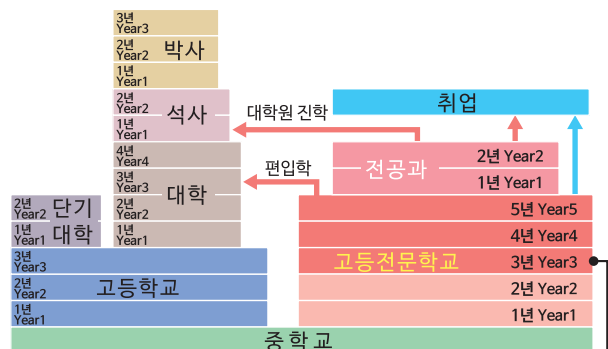 3년
Year3
2년
Year2
박사
1년
Year1
2년
Year2
석사
1년
Year1
대학원 진학
취업
4년
Year4
3년
Year3
대학
2년
Year2
1년
Year1
편입학
전공과
2년 Year2
1년 Year1
2년
Year2
단기
1년
Year1
대학
5년 Year5
4년 Year4
고등전문학교
3년 Year3
2년 Year2
1년 Year1
3년
Year3
2년
Year2
고등학교
1년
Year1
중학교